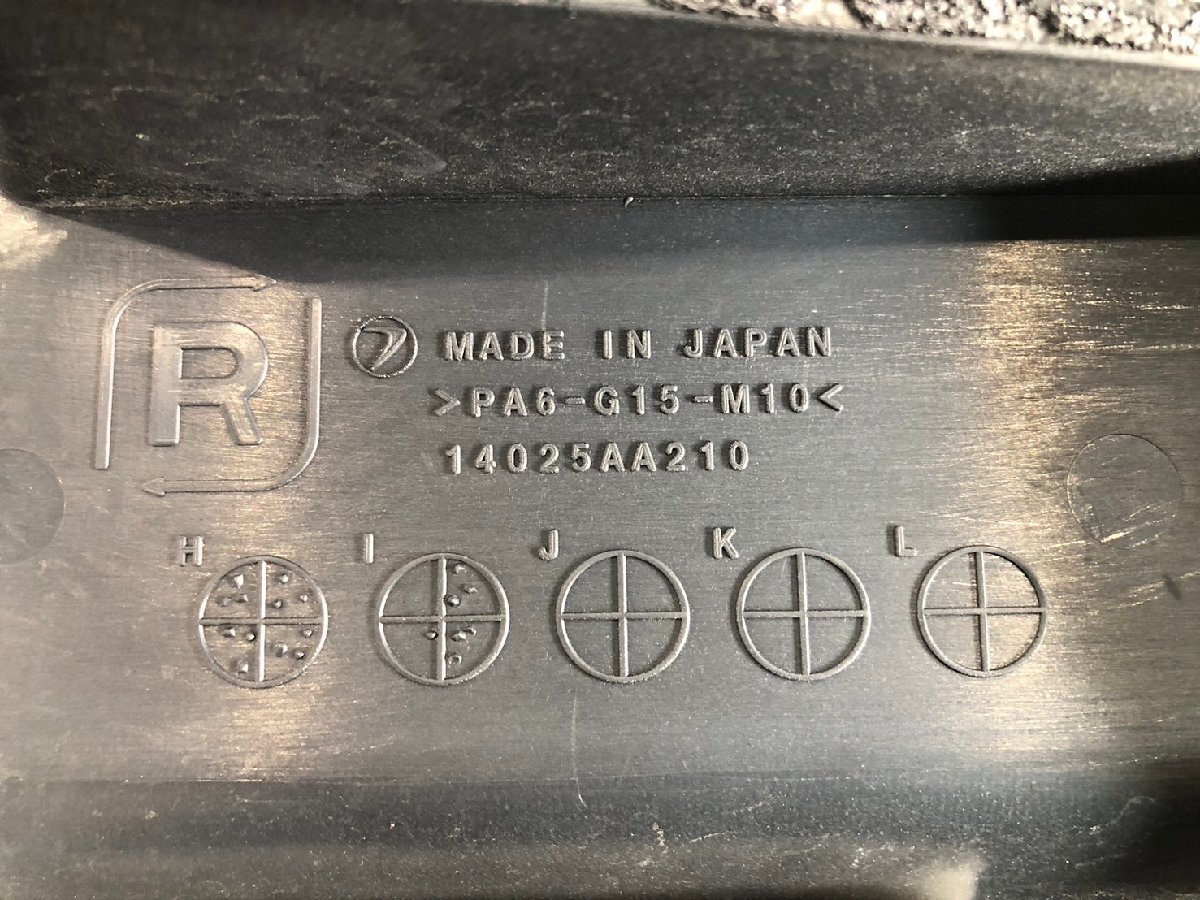 R
MADE IN JAPAN
>PA6-G15-M10<
14025AA210
H I J K L